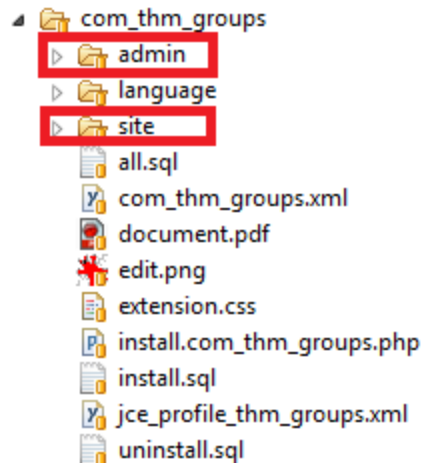 com_thm_groups
admin
language
site
all.sql
com_thm_groups.xml
document.pdf
edit.png
extension.css
install.com_thm_groups.php
install.sql
jce_profile_thm_groups.xml
uninstall.sql